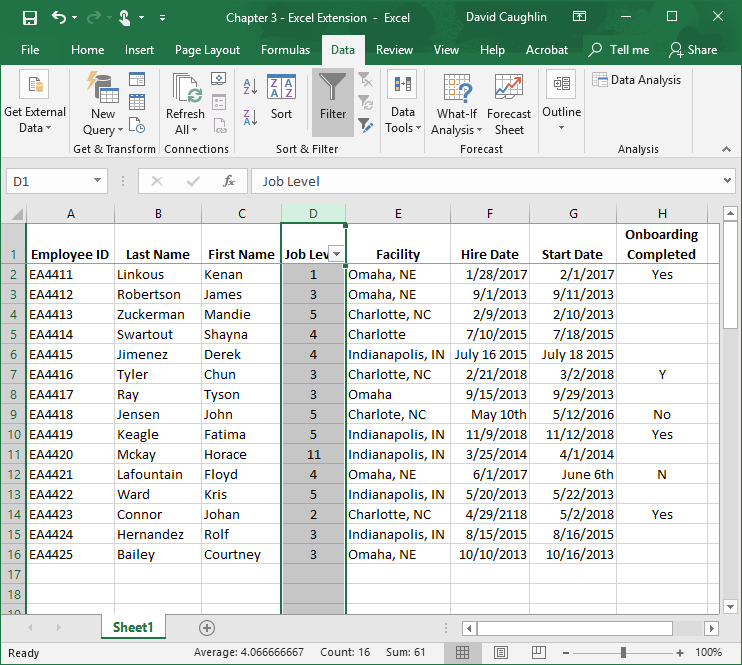 Chapter 3 - Excel Extension - Excel David Caughlin
File Home Insert Page Layout Formulas Data Review View Help Acrobat Tell me Share
Get External Data
New Query
Get & Transform
Refresh All
Connections
Sort
Filter
Sort & Filter
Data Tools
What-If Analysis
Forecast Sheet
Forecast
Outline
Data Analysis
Analysis
D1 fx Job Level
A B C D E F G H
1 Employee ID Last Name First Name Job Lev Facility Hire Date Start Date Onboarding Completed
2 EA4411 Linkous Kenan 1 Omaha, NE 1/28/2017 2/1/2017 Yes
3 EA4412 Robertson James 3 Omaha, NE 9/1/2013 9/11/2013
4 EA4413 Zuckerman Mandie 5 Charlotte, NC 2/9/2013 2/10/2013
5 EA4414 Swartout Shayna 4 Charlotte 7/10/2015 7/18/2015
6 EA4415 Jimenez Derek 4 Indianapolis, IN July 16 2015 July 18 2015
7 EA4416 Tyler Chun 3 Charlotte, NC 2/21/2018 3/2/2018 Y
8 EA4417 Ray Tyson 3 Omaha 9/15/2013 9/29/2013
9 EA4418 Jensen John 5 Charlote, NC May 10th 5/12/2016 No
10 EA4419 Keagle Fatima 5 Indianapolis, IN 11/9/2018 11/12/2018 Yes
11 EA4420 Mckay Horace 11 Indianapolis, IN 3/25/2014 4/1/2014
12 EA4421 Lafountain Floyd 4 Omaha, NE 6/1/2017 June 6th N
13 EA4422 Ward Kris 5 Indianapolis, IN 5/20/2013 5/22/2013
14 EA4423 Connor Johan 2 Charlotte, NC 4/29/2118 5/2/2018 Yes
15 EA4424 Hernandez Rolf 3 Indianapolis, IN 8/15/2015 8/16/2015
16 EA4425 Bailey Courtney 3 Omaha, NE 10/10/2013 10/16/2013
17
18
Sheet1
Ready Average: 4.066666667 Count: 16 Sum: 61 100%